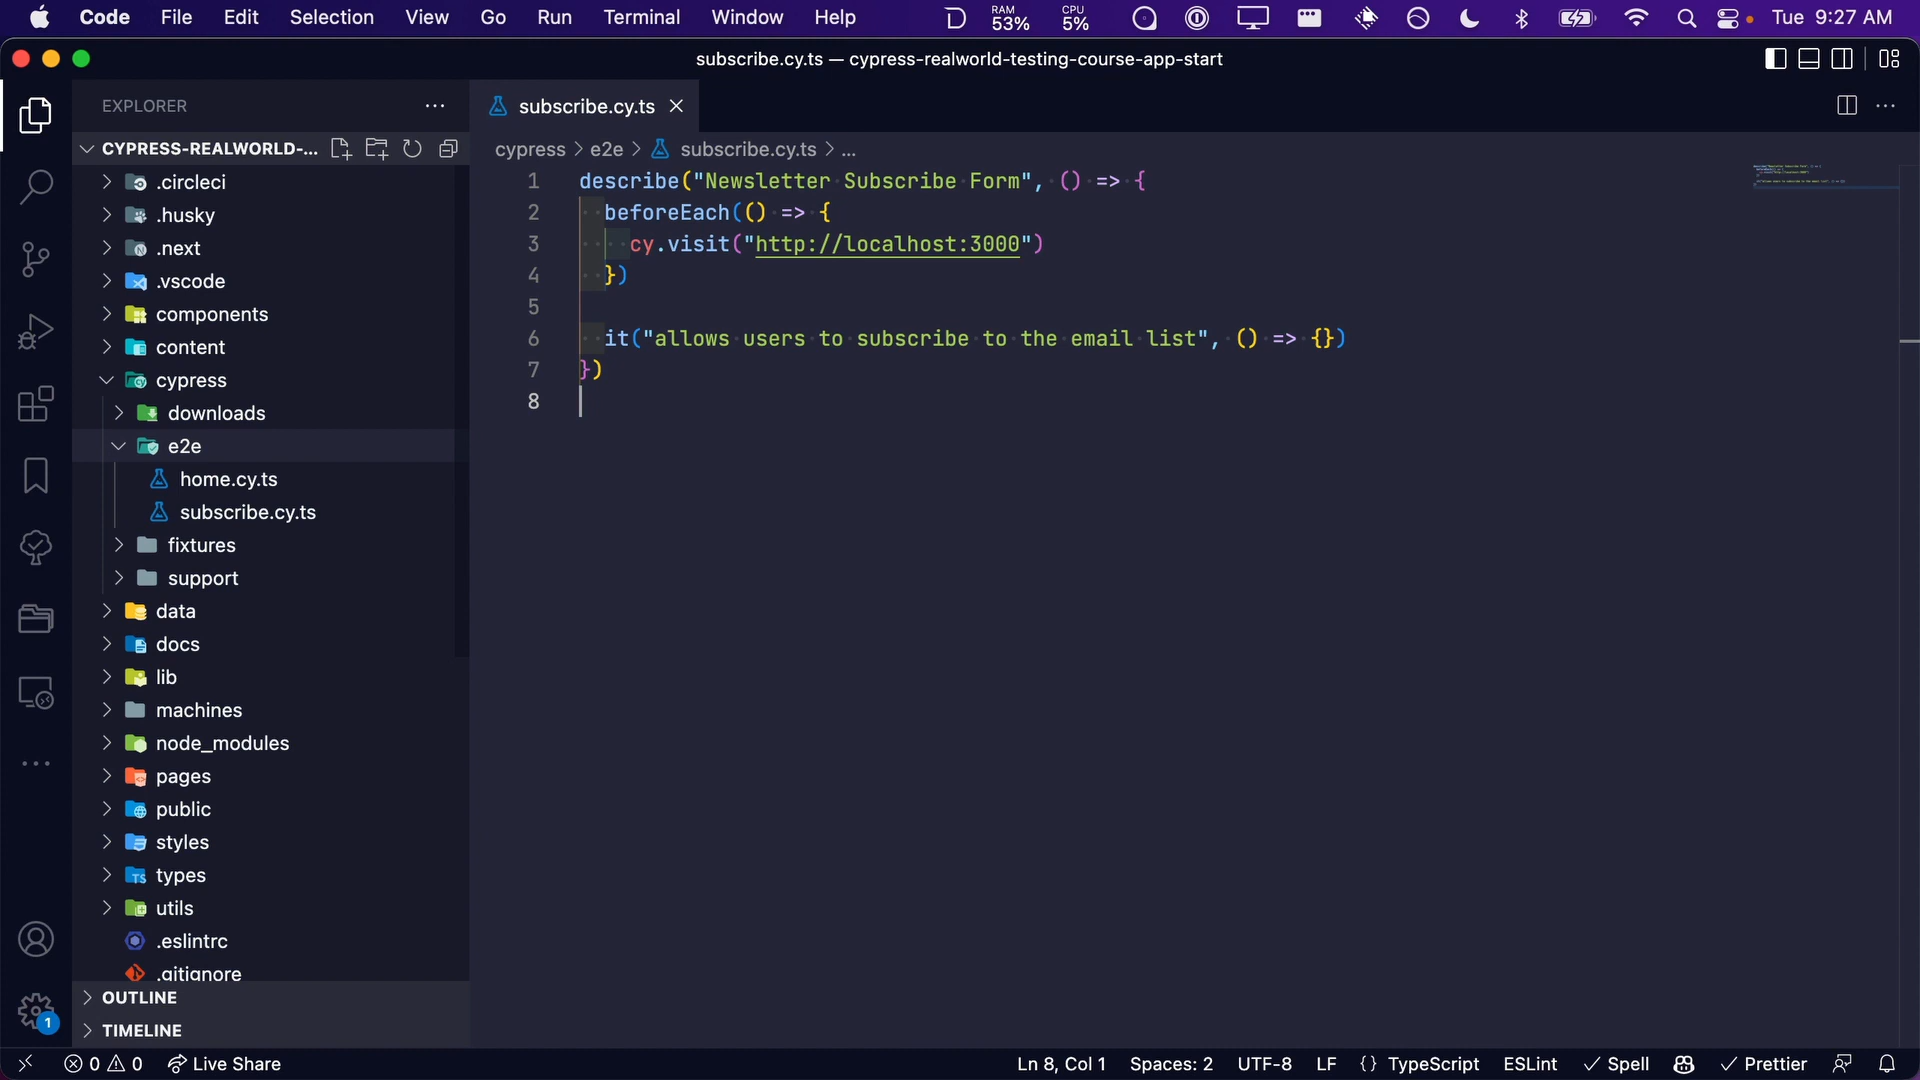 Code File Edit Selection View Go Run Terminal Window Help RAM 53% CPU 5% Tue 9:27 AM
subscribe.cy.ts — cypress-realworld-testing-course-app-start
EXPLORER
subscribe.cy.ts
CYPRESS-REALWORLD-...
cypress > e2e > subscribe.cy.ts > ...
.circleci
.husky
.next
.vscode
components
content
cypress
downloads
e2e
home.cy.ts
subscribe.cy.ts
fixtures
support
data
docs
lib
machines
node_modules
pages
public
styles
types
utils
.eslintrc
.gitignore
OUTLINE
TIMELINE
1 describe("Newsletter Subscribe Form", () => {
2 beforeEach(() => {
3 cy.visit("http://localhost:3000")
4 })
5
6 it("allows users to subscribe to the email list", () => {})
7 })
8
1
0 0 Live Share Ln 8, Col 1 Spaces: 2 UTF-8 LF {} TypeScript ESLint Spell Prettier